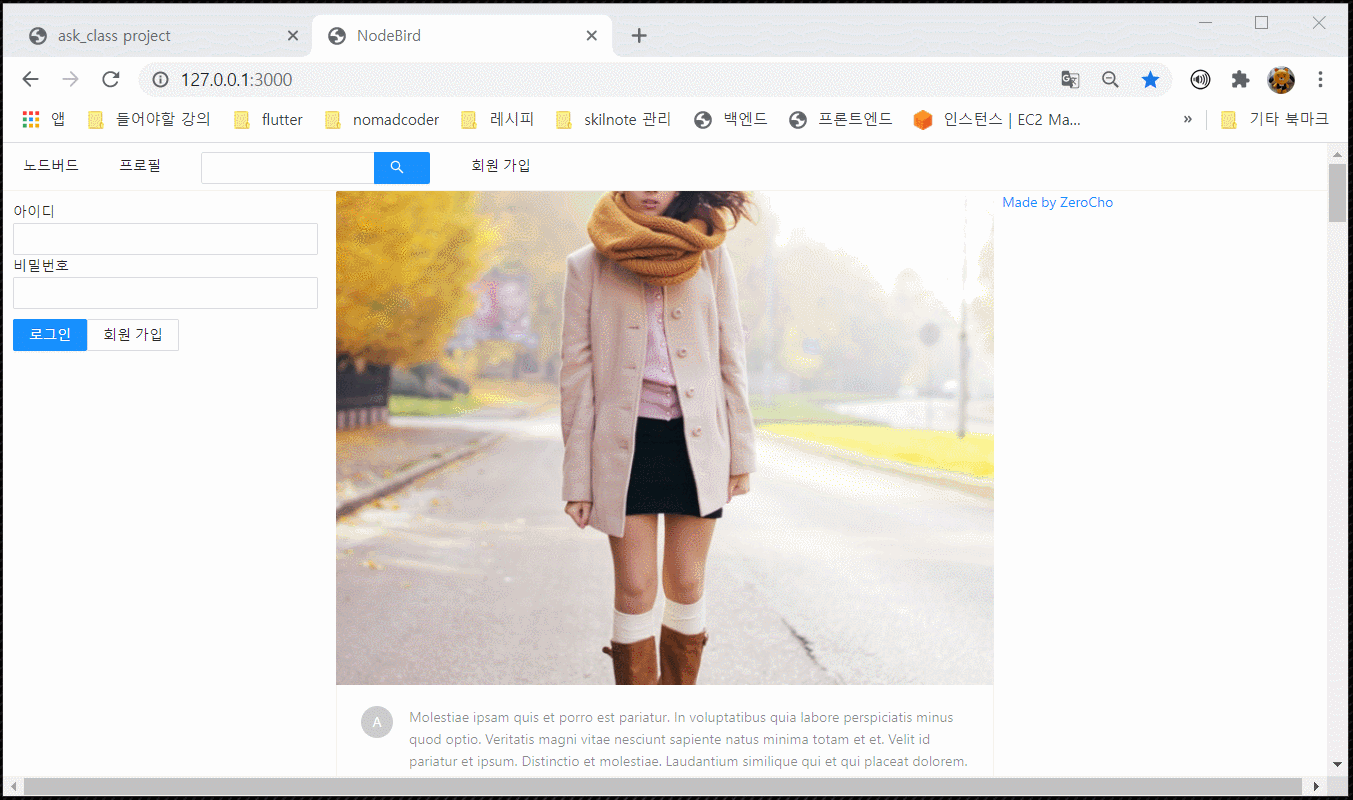 ask_class project
NodeBird
127.0.0.1:3000
앱 들어야할 강의 flutter nomadcoder 레시피 skilnote 관리 백엔드 프론트엔드 인스턴스 | EC2 Ma... » 기타 북마크
노드버드 프로필 회원 가입
아이디
비밀번호
로그인 회원 가입
Made by ZeroCho
A
Molestiae ipsam quis et porro est pariatur. In voluptatibus quia labore perspiciatis minus
quod optio. Veritatis magni vitae nesciunt sapiente natus minima totam et et. Velit id
pariatur et ipsum. Distinctio et molestiae. Laudantium similique qui et qui placeat dolorem.